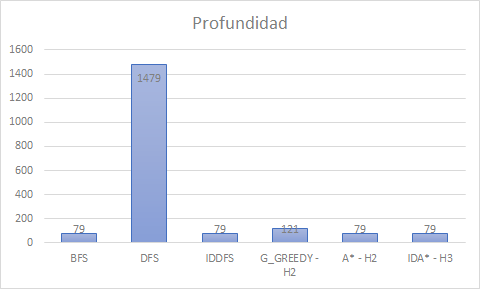 Profundidad
1600
1400
1200
1000
800
600
400
200
0
79
1479
79
121
79
79
BFS
DFS
IDDFS
G_GREEDY -
H2
A* - H2
IDA* - H3